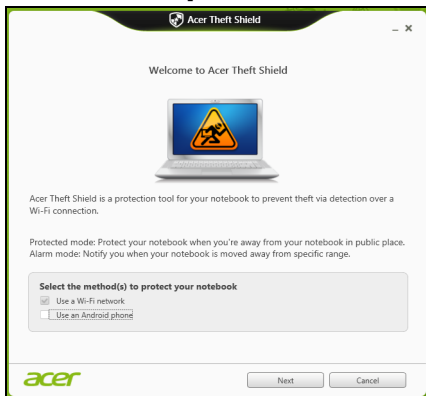 Acer Theft Shield
Welcome to Acer Theft Shield
Acer Theft Shield is a protection tool for your notebook to prevent theft via detection over a
Wi-Fi connection.
Protected mode: Protect your notebook when you're away from your notebook in public place.
Alarm mode: Notify you when your notebook is moved away from specific range.
Select the method(s) to protect your notebook
Use a Wi-Fi network
Use an Android phone
acer
Next
Cancel